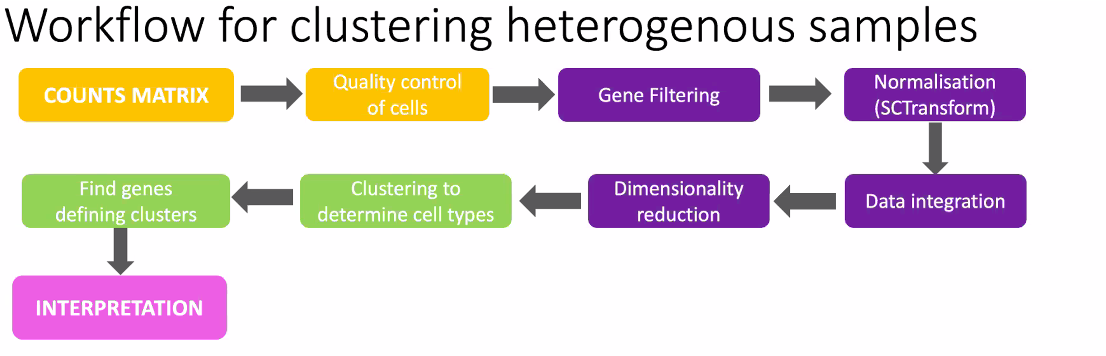 Workflow for clustering heterogenous samples
COUNTS MATRIX
Quality control
of cells
Gene Filtering
Normalisation
(SCTransform)
Data integration
Dimensionality
reduction
Clustering to
determine cell types
Find genes
defining clusters
INTERPRETATION